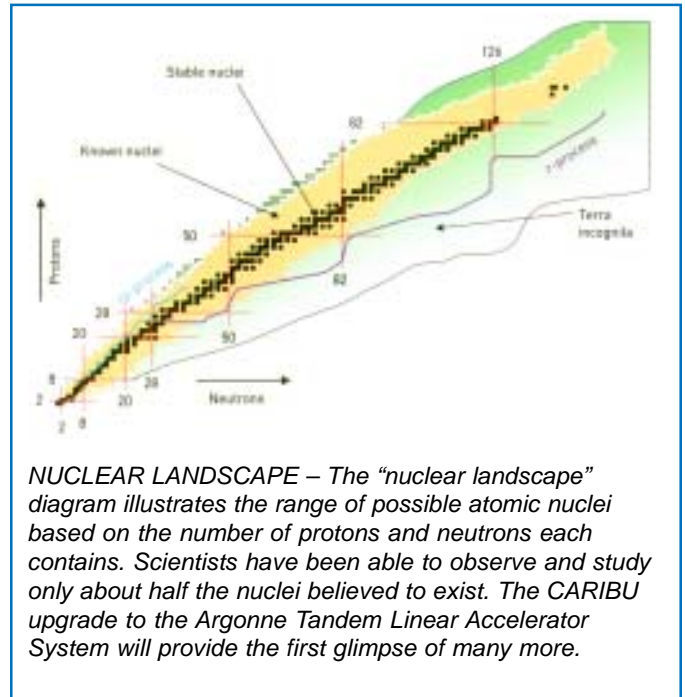 126
Stable nuclei
82
Known nuclei
r-process
Terra
incognita
Protons
50
82
rp-process
28
20
50
8
28
2
20
Neutrons
2
8
NUCLEAR LANDSCAPE – The “nuclear landscape”
diagram illustrates the range of possible atomic nuclei
based on the number of protons and neutrons each
contains. Scientists have been able to observe and study
only about half the nuclei believed to exist. The CARIBU
upgrade to the Argonne Tandem Linear Accelerator
System will provide the first glimpse of many more.